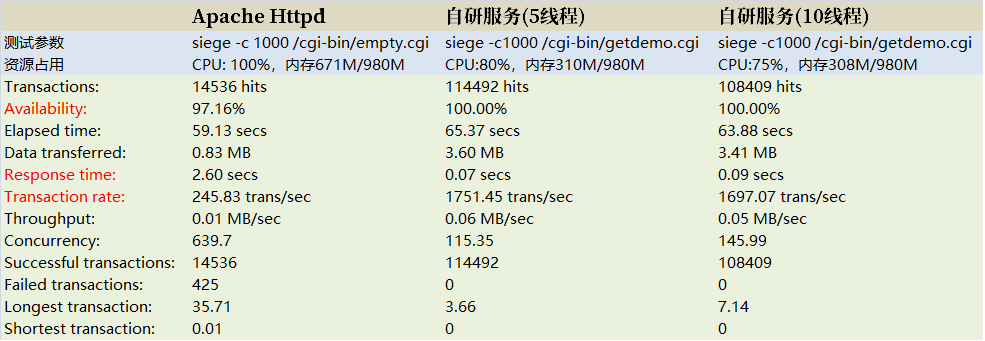 Apache Httpd 自研服务(5线程) 自研服务(10线程)
测试参数 siege -c 1000 /cgi-bin/empty.cgi siege -c1000 /cgi-bin/getdemo.cgi siege -c1000 /cgi-bin/getdemo.cgi
资源占用 CPU: 100%，内存671M/980M CPU:80%，内存310M/980M CPU:75%，内存308M/980M
Transactions: 14536 hits 114492 hits 108409 hits
Availability: 97.16% 100.00% 100.00%
Elapsed time: 59.13 secs 65.37 secs 63.88 secs
Data transferred: 0.83 MB 3.60 MB 3.41 MB
Response time: 2.60 secs 0.07 secs 0.09 secs
Transaction rate: 245.83 trans/sec 1751.45 trans/sec 1697.07 trans/sec
Throughput: 0.01 MB/sec 0.06 MB/sec 0.05 MB/sec
Concurrency: 639.7 115.35 145.99
Successful transactions: 14536 114492 108409
Failed transactions: 425 0 0
Longest transaction: 35.71 3.66 7.14
Shortest transaction: 0.01 0 0